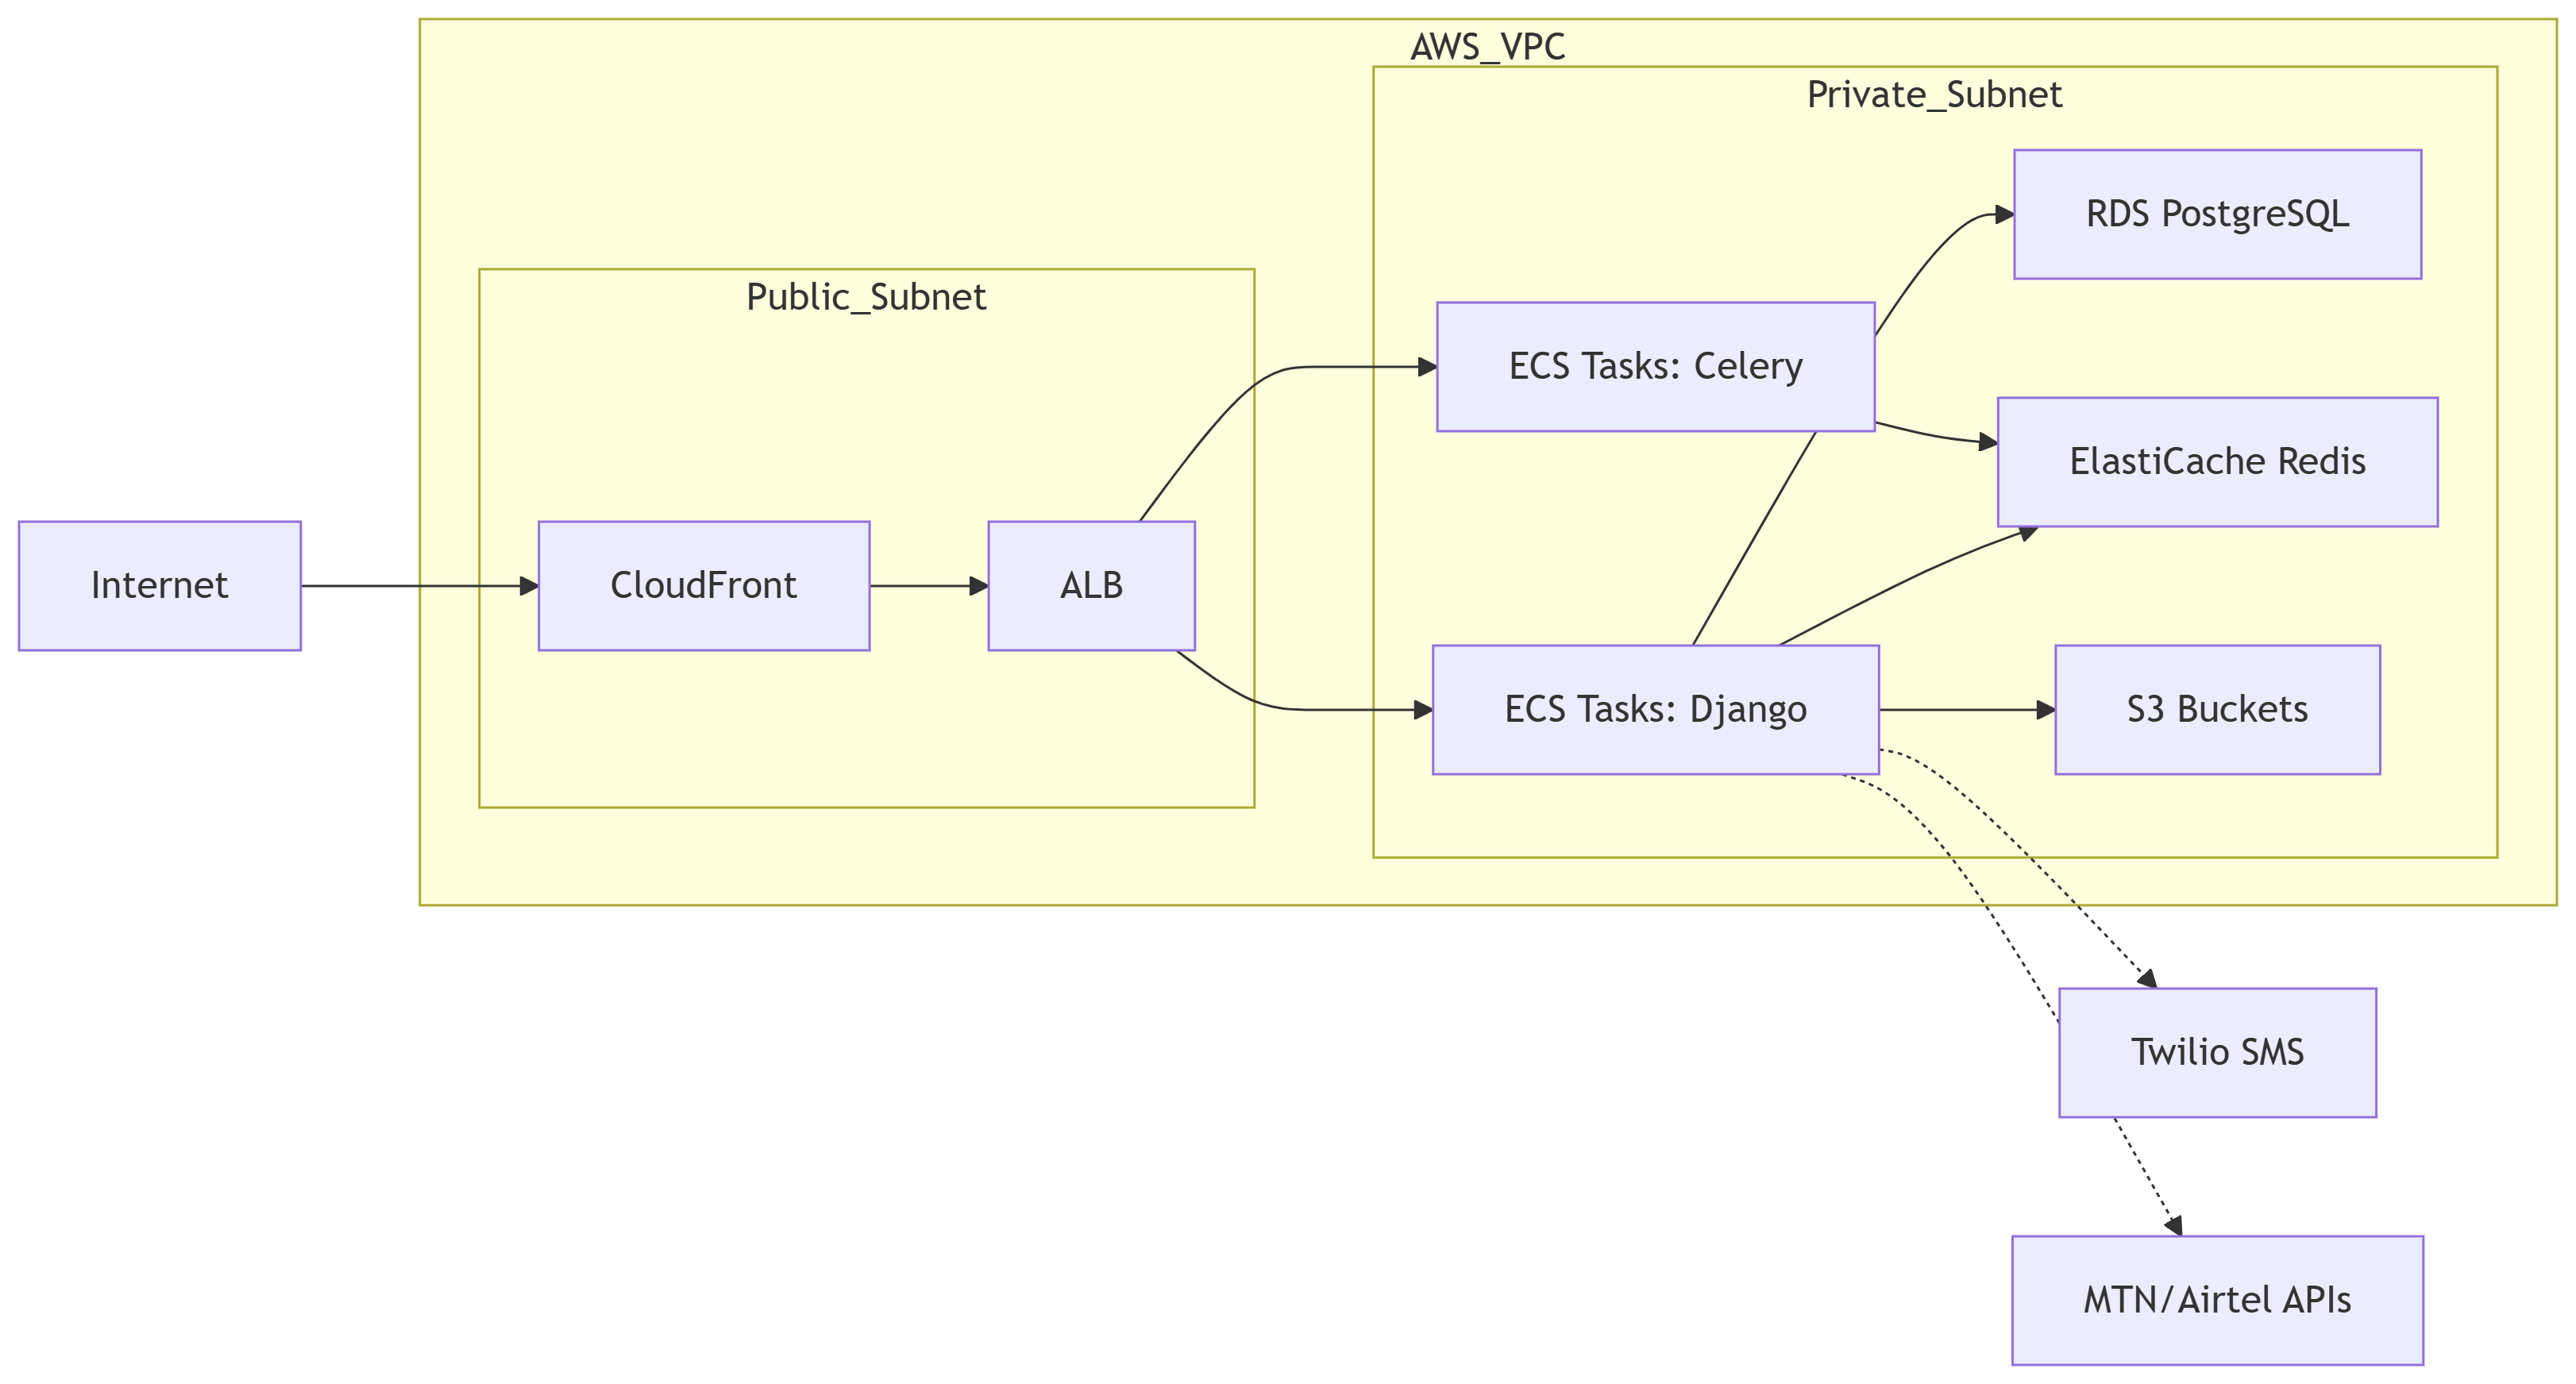 AWS_VPC
Private_Subnet
RDS PostgreSQL
Public_Subnet
ECS Tasks: Celery
ElastiCache Redis
Internet
CloudFront
ALB
ECS Tasks: Django
S3 Buckets
Twilio SMS
MTN/Airtel APIs